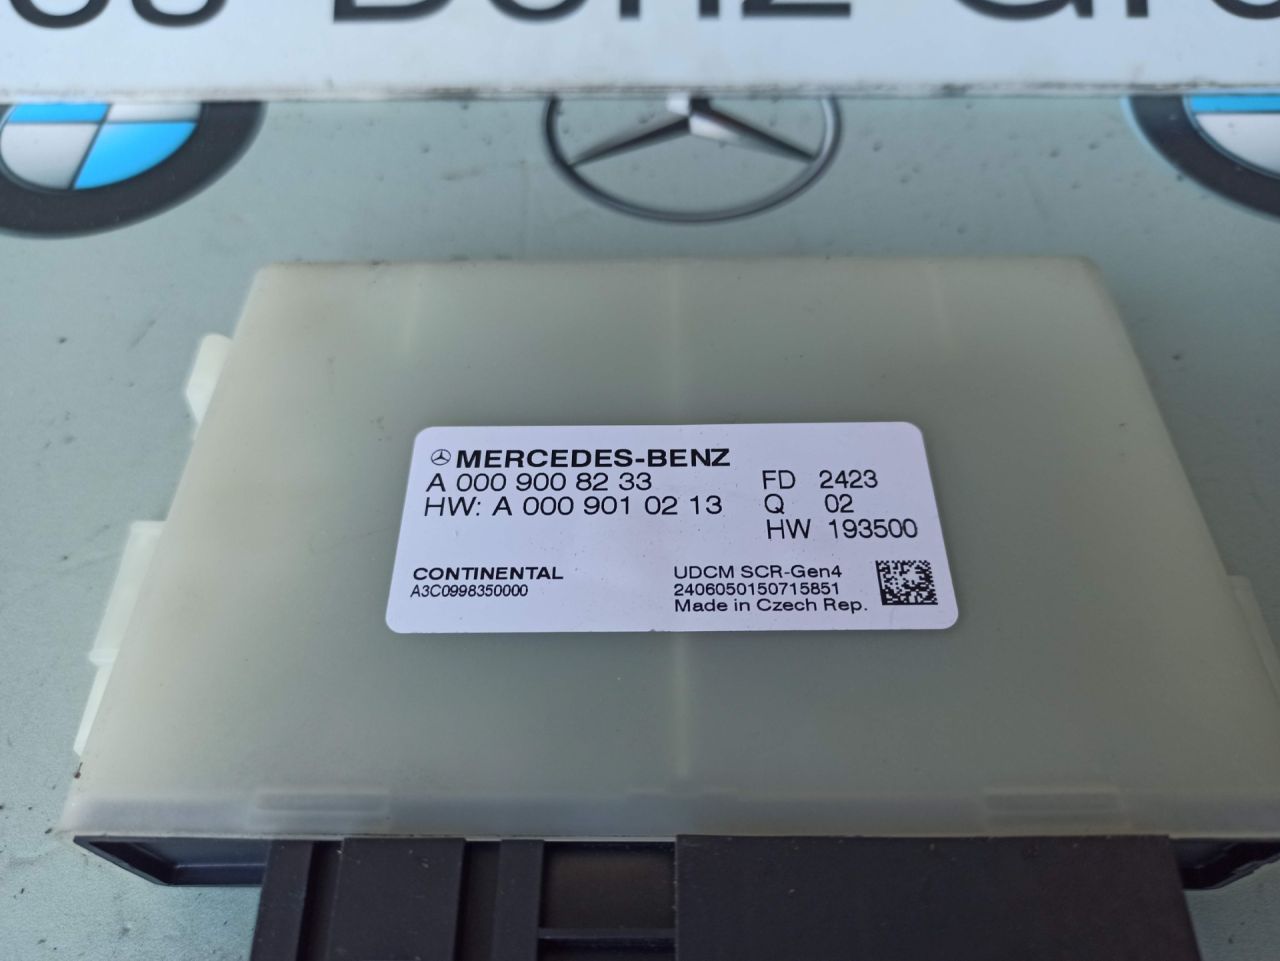 Benz
MERCEDES-BENZ
A 000 900 82 33
HW: A 000 901 02 13
FD 2423
Q 02
HW 193500
CONTINENTAL
A3C0998350000
UDCM SCR-Gen4
2406050150715851
Made in Czech Rep.